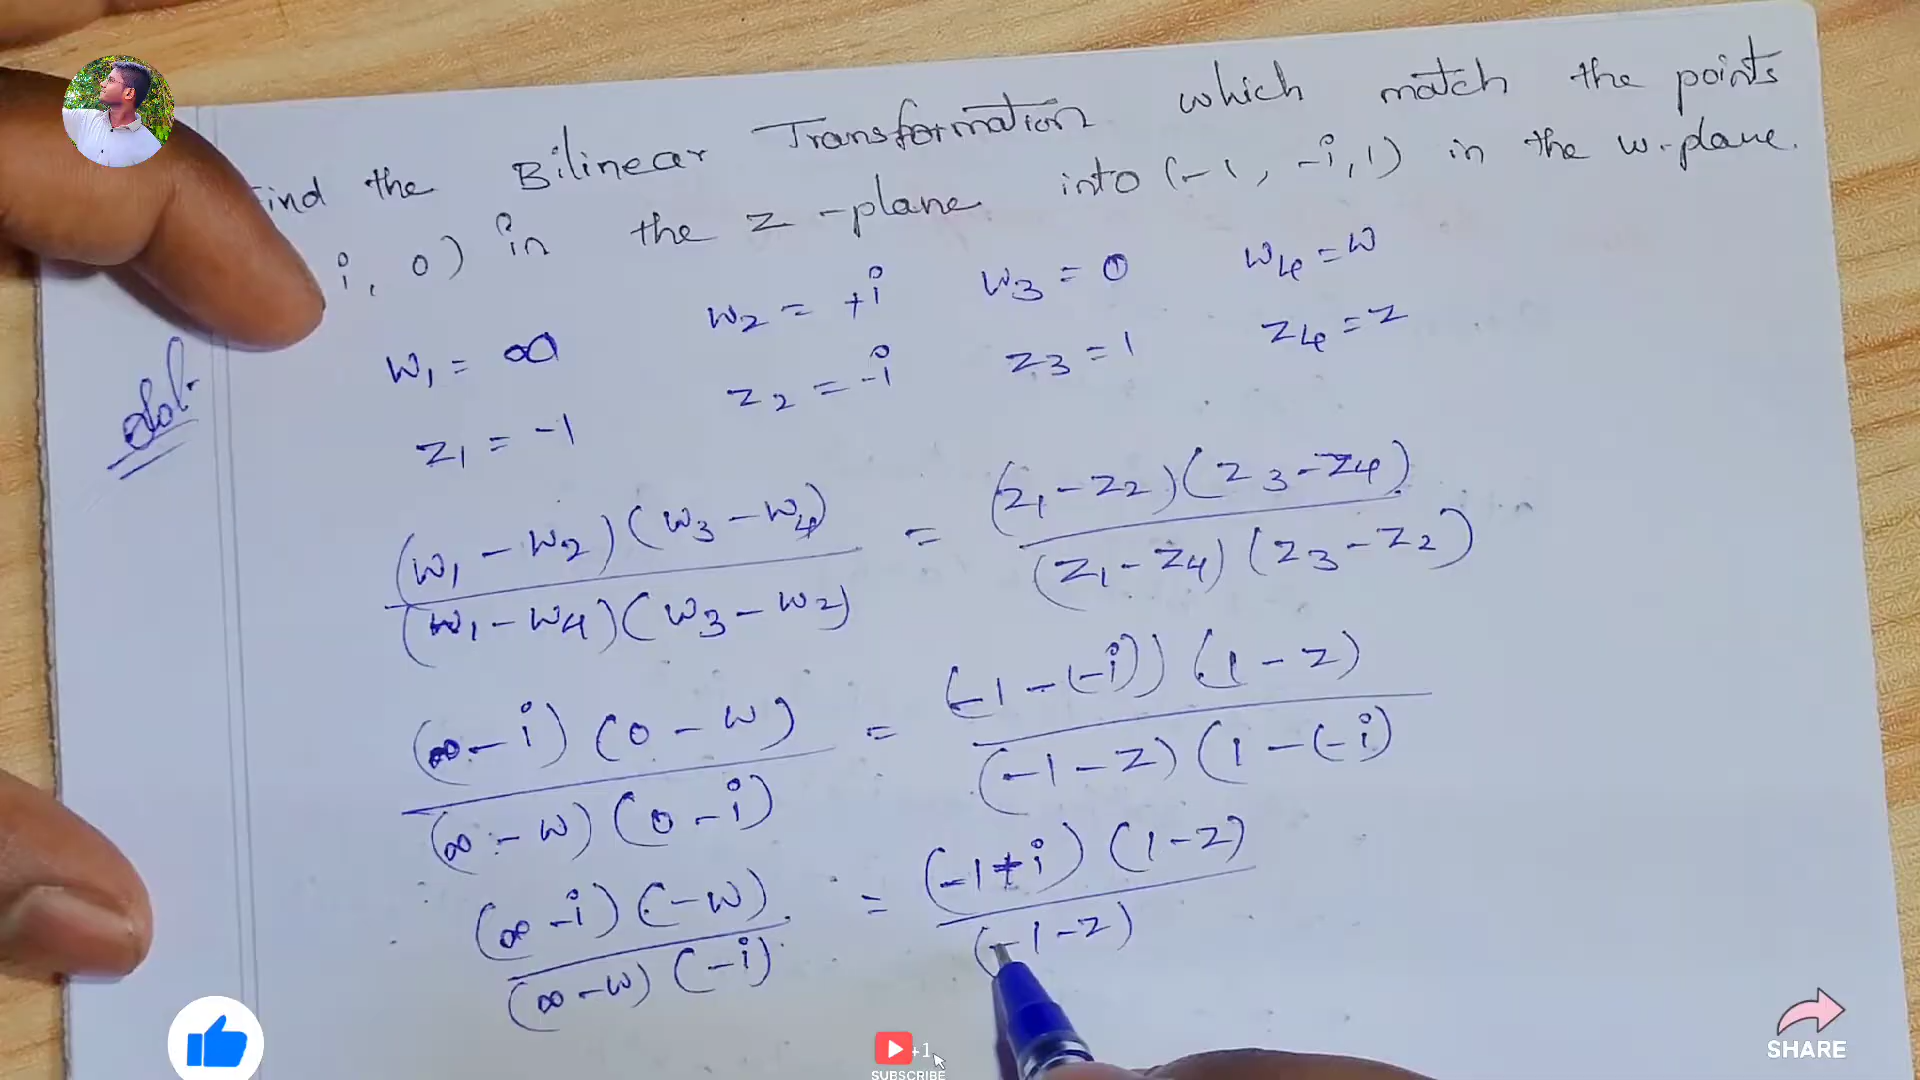 ind the Bilinear Transformation which match the points
i, 0) in the z-plane into (-1, -i, 1) in the w-plane.
Sol.
w₁ = ∞ w₂ = +i w₃ = 0 w₄ = w
z₁ = -1 z₂ = -i z₃ = 1 z₄ = z
(w₁ - w₂)(w₃ - w₄) = (z₁ - z₂)(z₃ - z₄)
(w₁ - w₄)(w₃ - w₂) (z₁ - z₄)(z₃ - z₂)
(∞ - i)(0 - w) = (-1 - (-i))(1 - z)
(∞ - w)(0 - i) (-1 - z)(1 - (-i)
(∞ - i)(-w) = (-1 + i)(1 - z)
(∞ - w)(-i) (-1 - z)
+1
SUBSCRIBE
SHARE